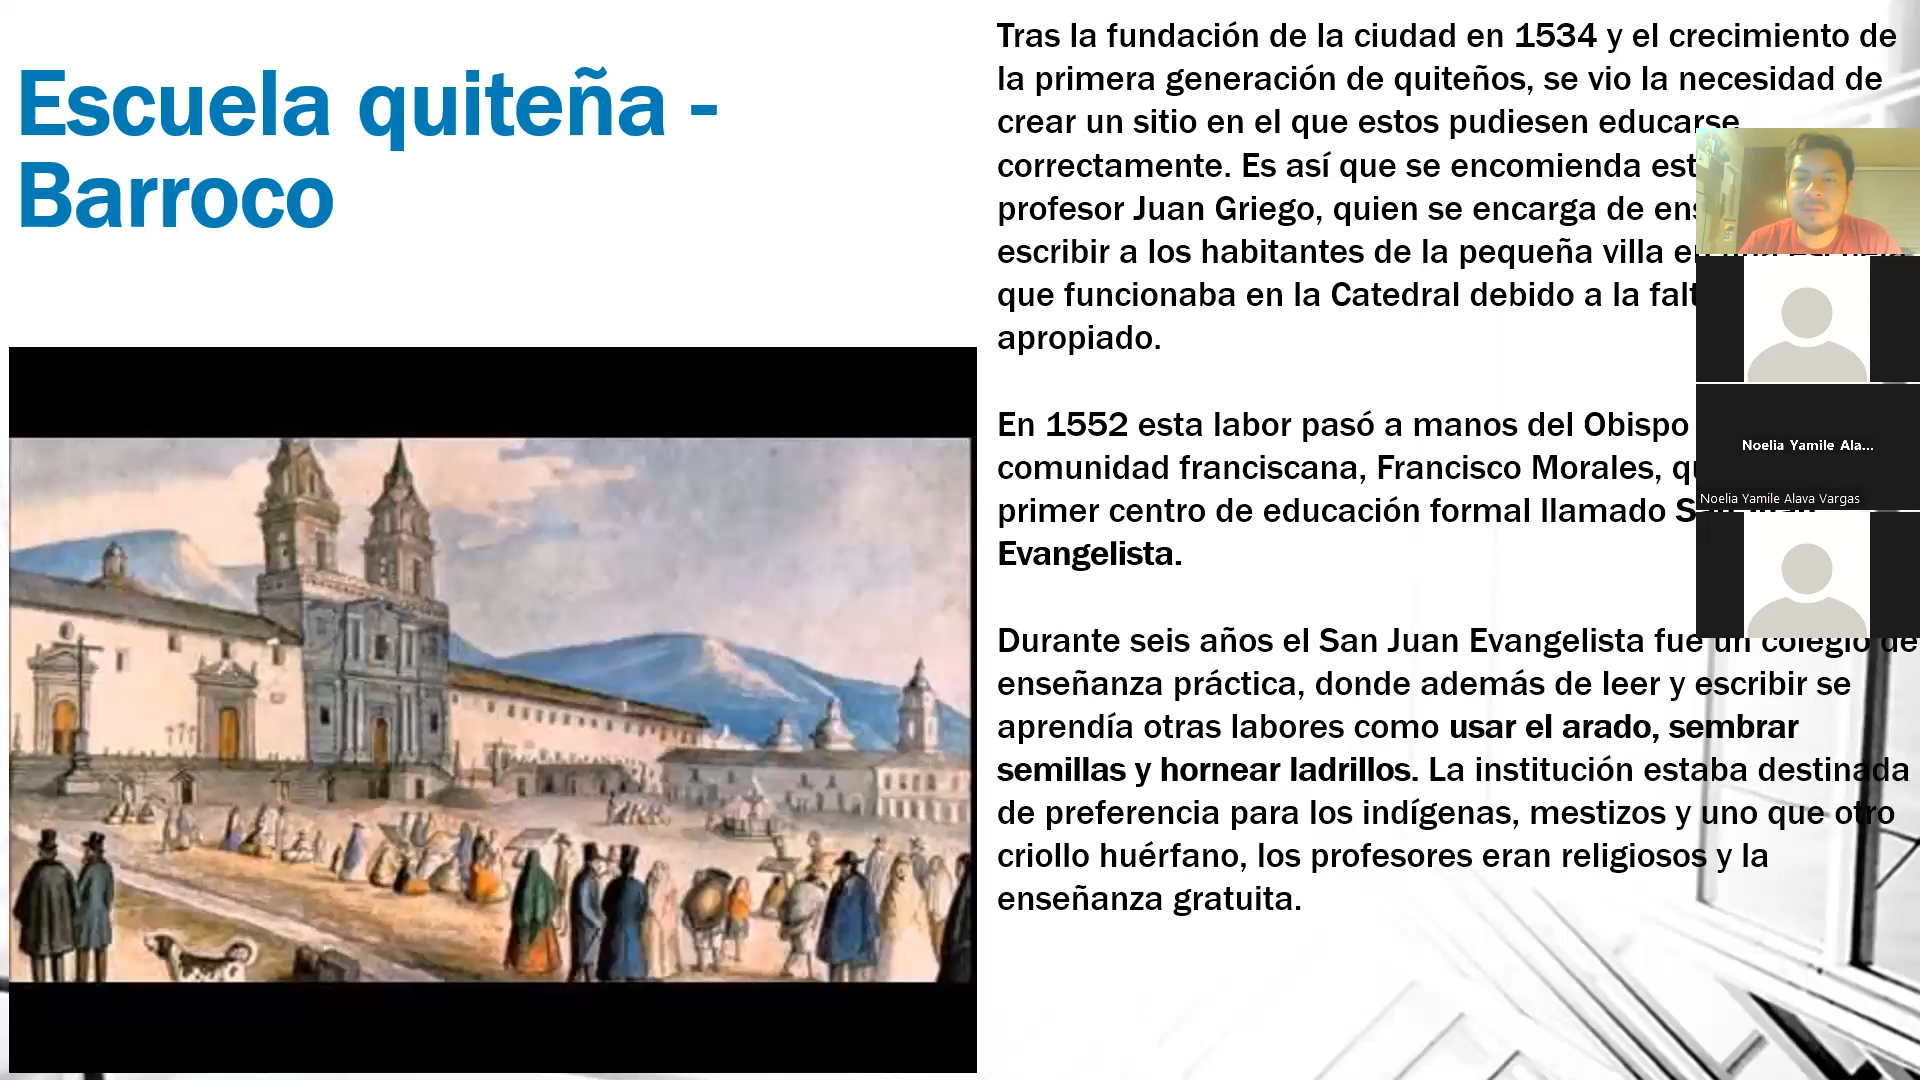 Escuela quiteña -
Barroco
Tras la fundación de la ciudad en 1534 y el crecimiento de
la primera generación de quiteños, se vio la necesidad de
crear un sitio en el que estos pudiesen educarse
correctamente. Es así que se encomienda
profesor Juan Griego, quien se encarga de
escribir a los habitantes de la pequeña villa
que funcionaba en la Catedral debido a la
apropiado.
En 1552 esta labor pasó a manos del Obispo
comunidad franciscana, Francisco Morales,
primer centro de educación formal llamado
Evangelista.
Durante seis años el San Juan Evangelista fue un colegio de
enseñanza práctica, donde además de leer y escribir se
aprendía otras labores como usar el arado, sembrar
semillas y hornear ladrillos. La institución estaba destinada
de preferencia para los indígenas, mestizos y uno que otro
criollo huérfano, los profesores eran religiosos y la
enseñanza gratuita.
Noelia Yamile Ala...
Noelia Yamile Alava Vargas